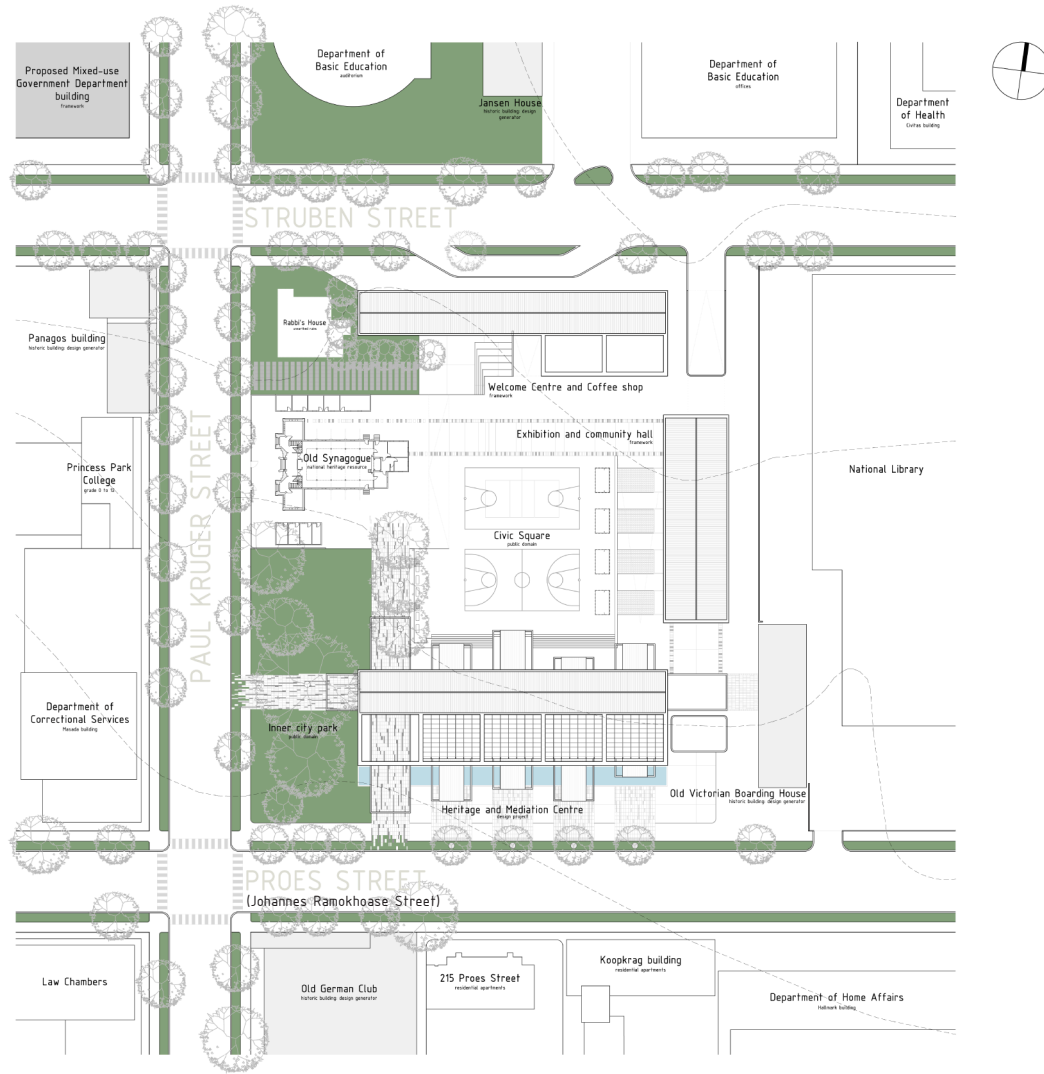 Department of
Basic Education
auditorium
Proposed Mixed-use
Government Department
building
framework
Department of
Basic Education
offices
Jansen House
historic building: design
generator
Department
of Health
Civitas building
STRUBEN STREET
Rabbi's House
Panagos building
historic building: design generator
Welcome Centre and Coffee shop
framework
Exhibition and community hall
framework
Old Synagogue
national heritage resource
Princess Park
College
grade 0 to 12
National Library
PAUL KRUGER STREET
Civic Square
public domain
Department of
Correctional Services
Masada building
Inner city park
public domain
Old Victorian Boarding House
historic building: design generator
Heritage and Mediation Centre
design project
PROES STREET
(Johannes Ramokhoase Street)
Law Chambers
Old German Club
historic building: design generator
215 Proes Street
residential apartments
Koopkrag building
residential apartments
Department of Home Affairs
Hallmark building